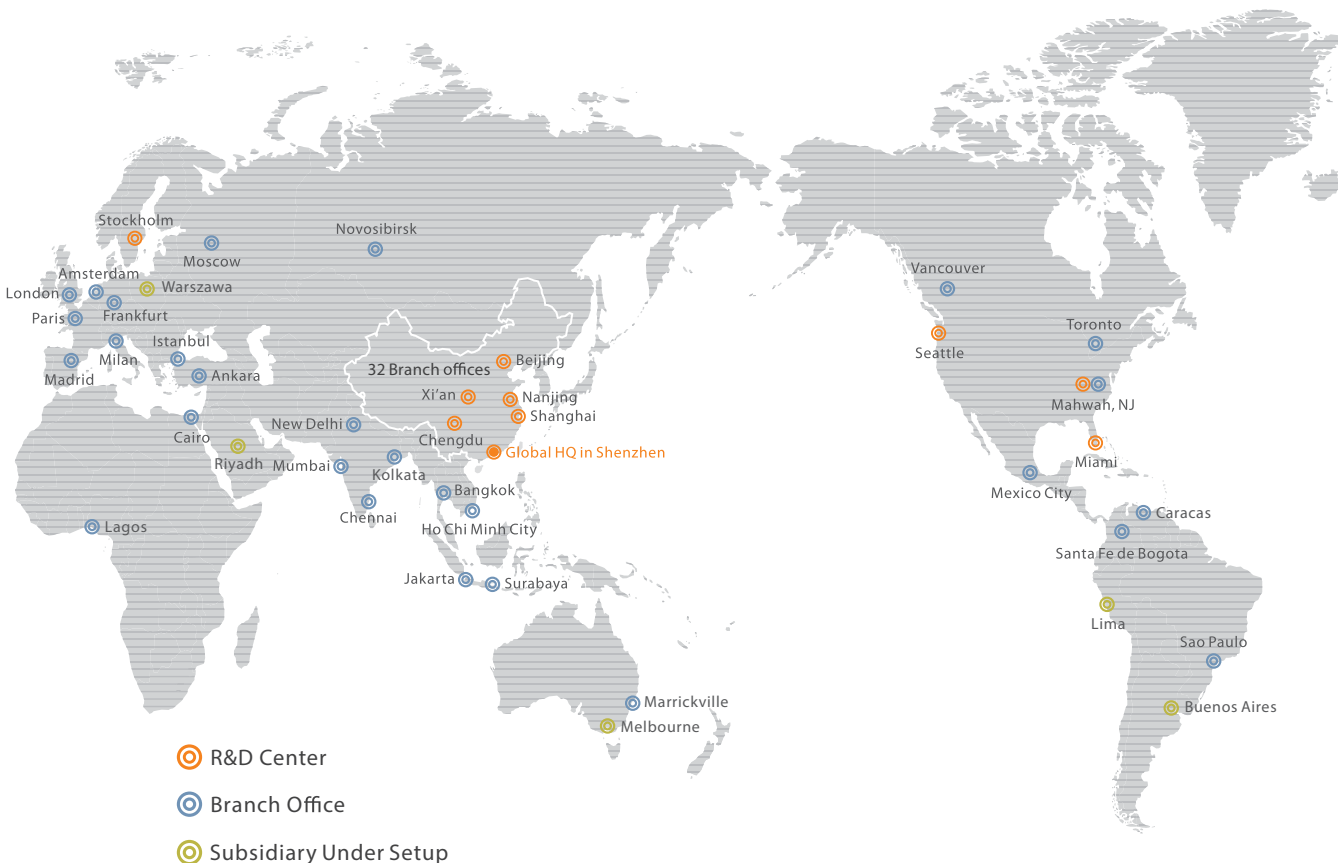 Stockholm
Novosibirsk
Moscow
Amsterdam
Vancouver
London
Warszawa
Frankfurt
Paris
Toronto
Istanbul
Milan
Seattle
Beijing
32 Branch offices
Madrid
Ankara
Xi'an
Nanjing
Mahwah, NJ
Shanghai
New Delhi
Cairo
Chengdu
Global HQ in Shenzhen
Riyadh
Mumbai
Kolkata
Miami
Bangkok
Mexico City
Chennai
Caracas
Lagos
Ho Chi Minh City
Santa Fe de Bogota
Jakarta
Surabaya
Lima
Sao Paulo
Marrickville
Buenos Aires
Melbourne
R&D Center
Branch Office
Subsidiary Under Setup